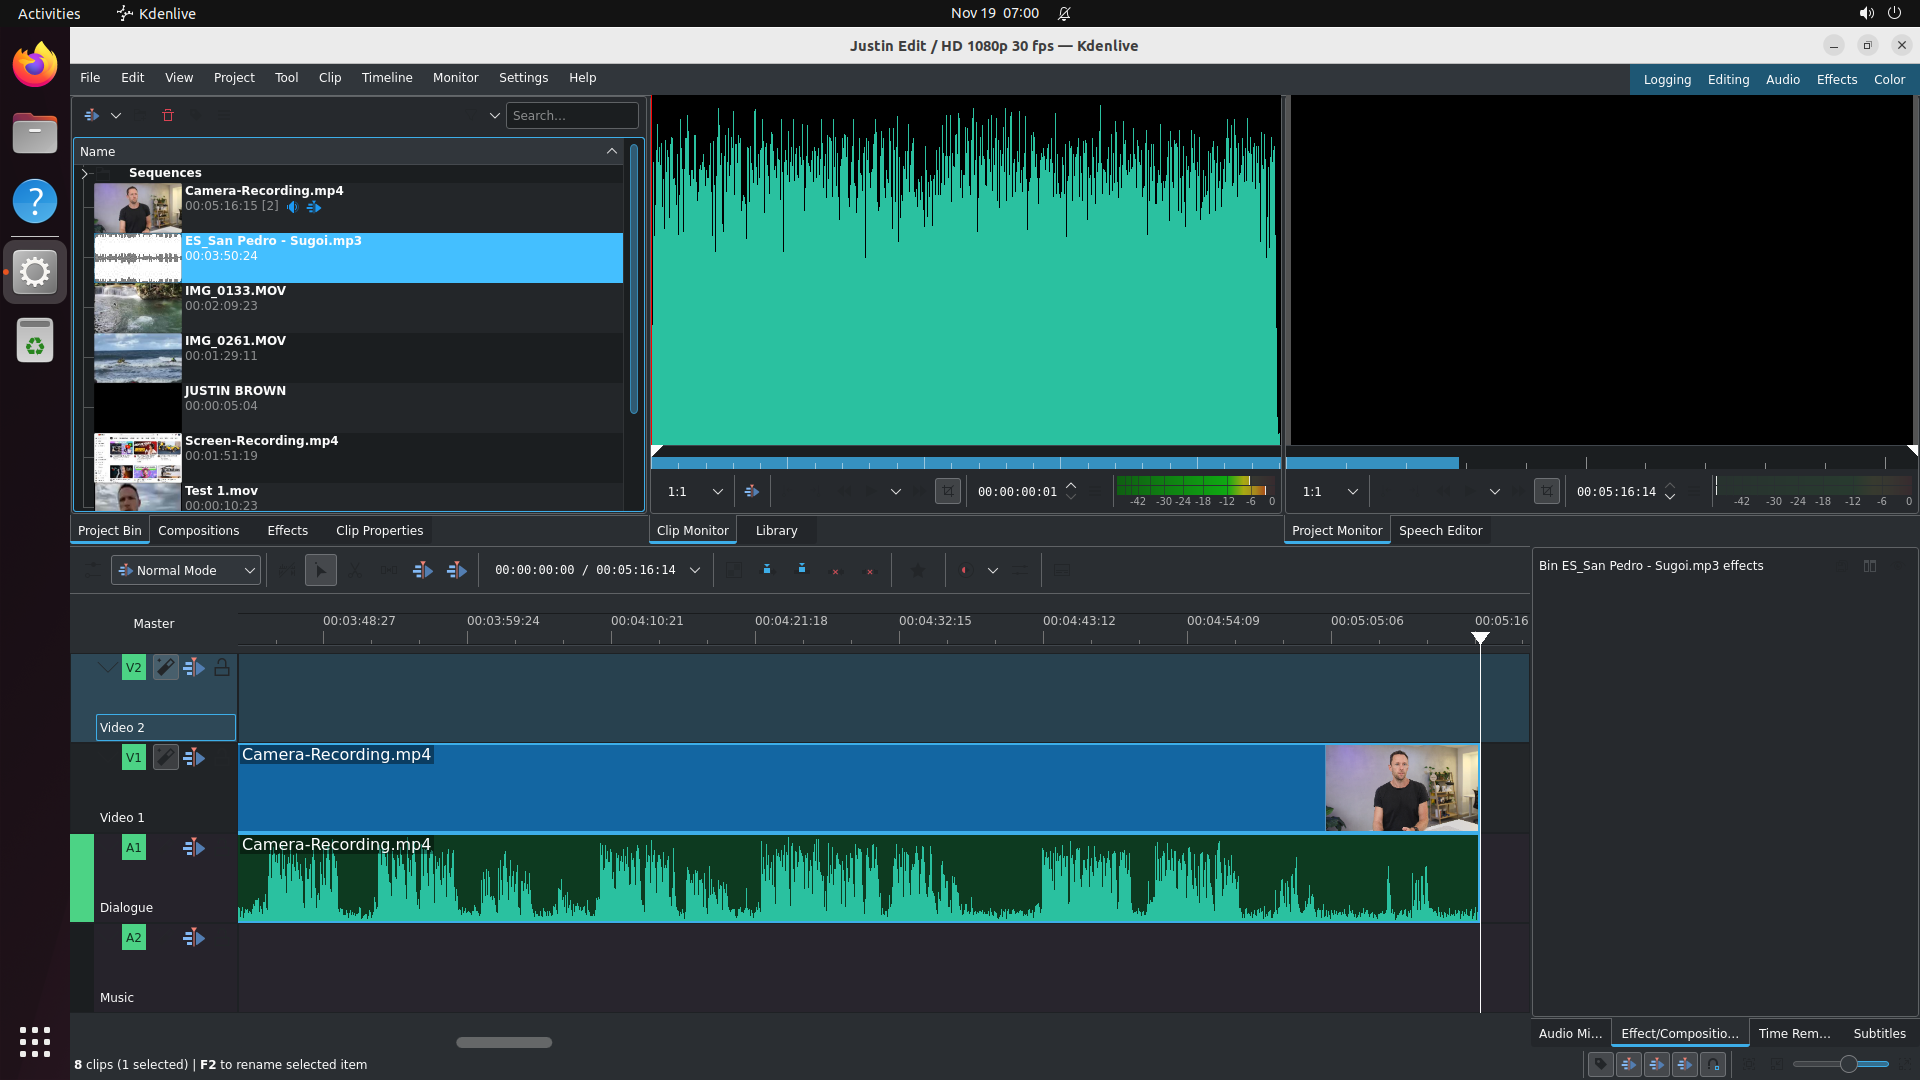 Activities
Kdenlive
Nov 19 07:00
Justin Edit / HD 1080p 30 fps — Kdenlive
File Edit View Project Tool Clip Timeline Monitor Settings Help
Logging Editing Audio Effects Color
Search...
Name
Sequences
Camera-Recording.mp4
00:05:16:15 [2]
ES_San Pedro - Sugoi.mp3
00:03:50:24
IMG_0133.MOV
00:02:09:23
IMG_0261.MOV
00:01:29:11
JUSTIN BROWN
00:00:05:04
Screen-Recording.mp4
00:01:51:19
Test 1.mov
00:00:10:23
1:1
00:00:00:01
-42 -30 -24 -18 -12 -6 0
1:1
00:05:16:14
-42 -30 -24 -18 -12 -6 0
Project Bin Compositions Effects Clip Properties
Clip Monitor Library
Project Monitor Speech Editor
Normal Mode
00:00:00:00 / 00:05:16:14
Bin ES_San Pedro - Sugoi.mp3 effects
Master
00:03:48:27 00:03:59:24 00:04:10:21 00:04:21:18 00:04:32:15 00:04:43:12 00:04:54:09 00:05:05:06 00:05:16
V2
Video 2
V1
Camera-Recording.mp4
Video 1
A1
Camera-Recording.mp4
Dialogue
A2
Music
Audio Mi... Effect/Compositio... Time Rem... Subtitles
8 clips (1 selected) | F2 to rename selected item